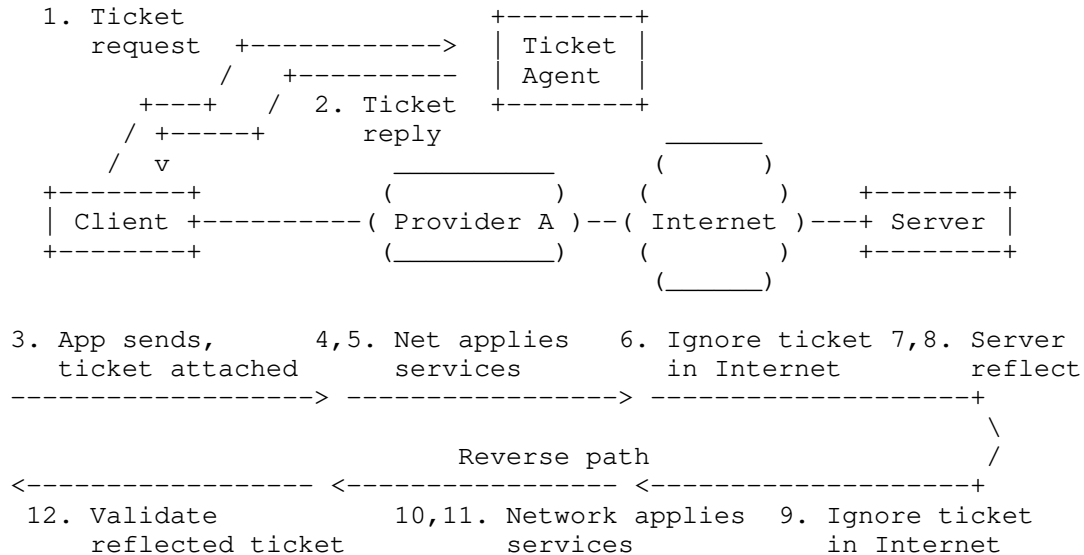 1. Ticket
request
Ticket
Agent
2. Ticket
reply
Client
Provider A
Internet
Server
3. App sends,
ticket attached
4,5. Net applies
services
6. Ignore ticket
in Internet
7,8. Server
reflect
Reverse path
12. Validate
reflected ticket
10,11. Network applies
services
9. Ignore ticket
in Internet